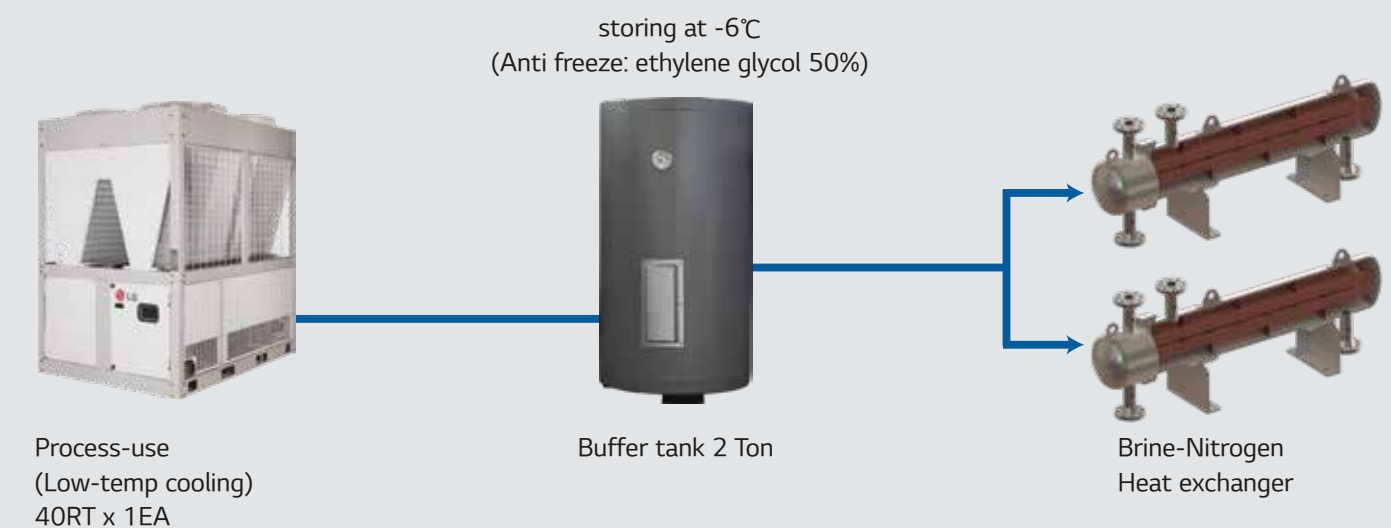 storing at -6℃
(Anti freeze: ethylene glycol 50%)
LG
Process-use
(Low-temp cooling)
40RT x 1EA
Buffer tank 2 Ton
Brine-Nitrogen
Heat exchanger